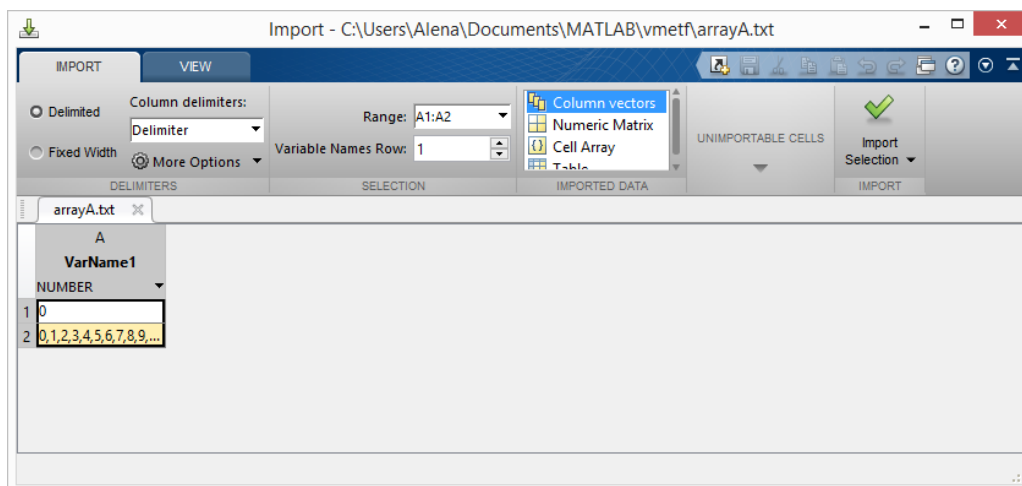 Import - C:\Users\Alena\Documents\MATLAB\vmetf\arrayA.txt
IMPORT VIEW
Delimited
Fixed Width
Column delimiters:
Delimiter
More Options
DELIMITERS
Range: A1:A2
Variable Names Row: 1
SELECTION
Column vectors
Numeric Matrix
Cell Array
Table
IMPORTED DATA
UNIMPORTABLE CELLS
Import
Selection
IMPORT
arrayA.txt
A
VarName1
NUMBER
1 0
2 0,1,2,3,4,5,6,7,8,9,...